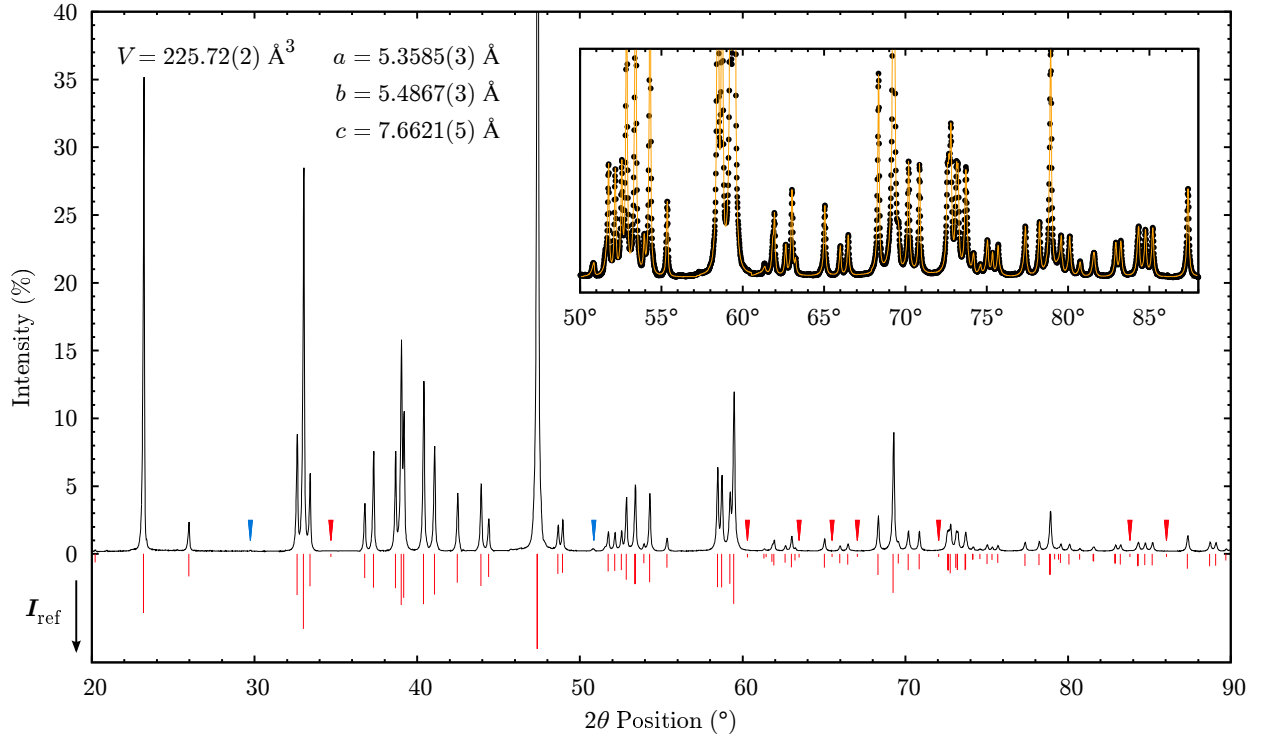 40
35
30
25
20
15
10
5
0
Intensity (%)
V = 225.72(2) Å³
a = 5.3585(3) Å
b = 5.4867(3) Å
c = 7.6621(5) Å
50° 55° 60° 65° 70° 75° 80° 85°
I_ref
20 30 40 50 60 70 80 90
2θ Position (°)